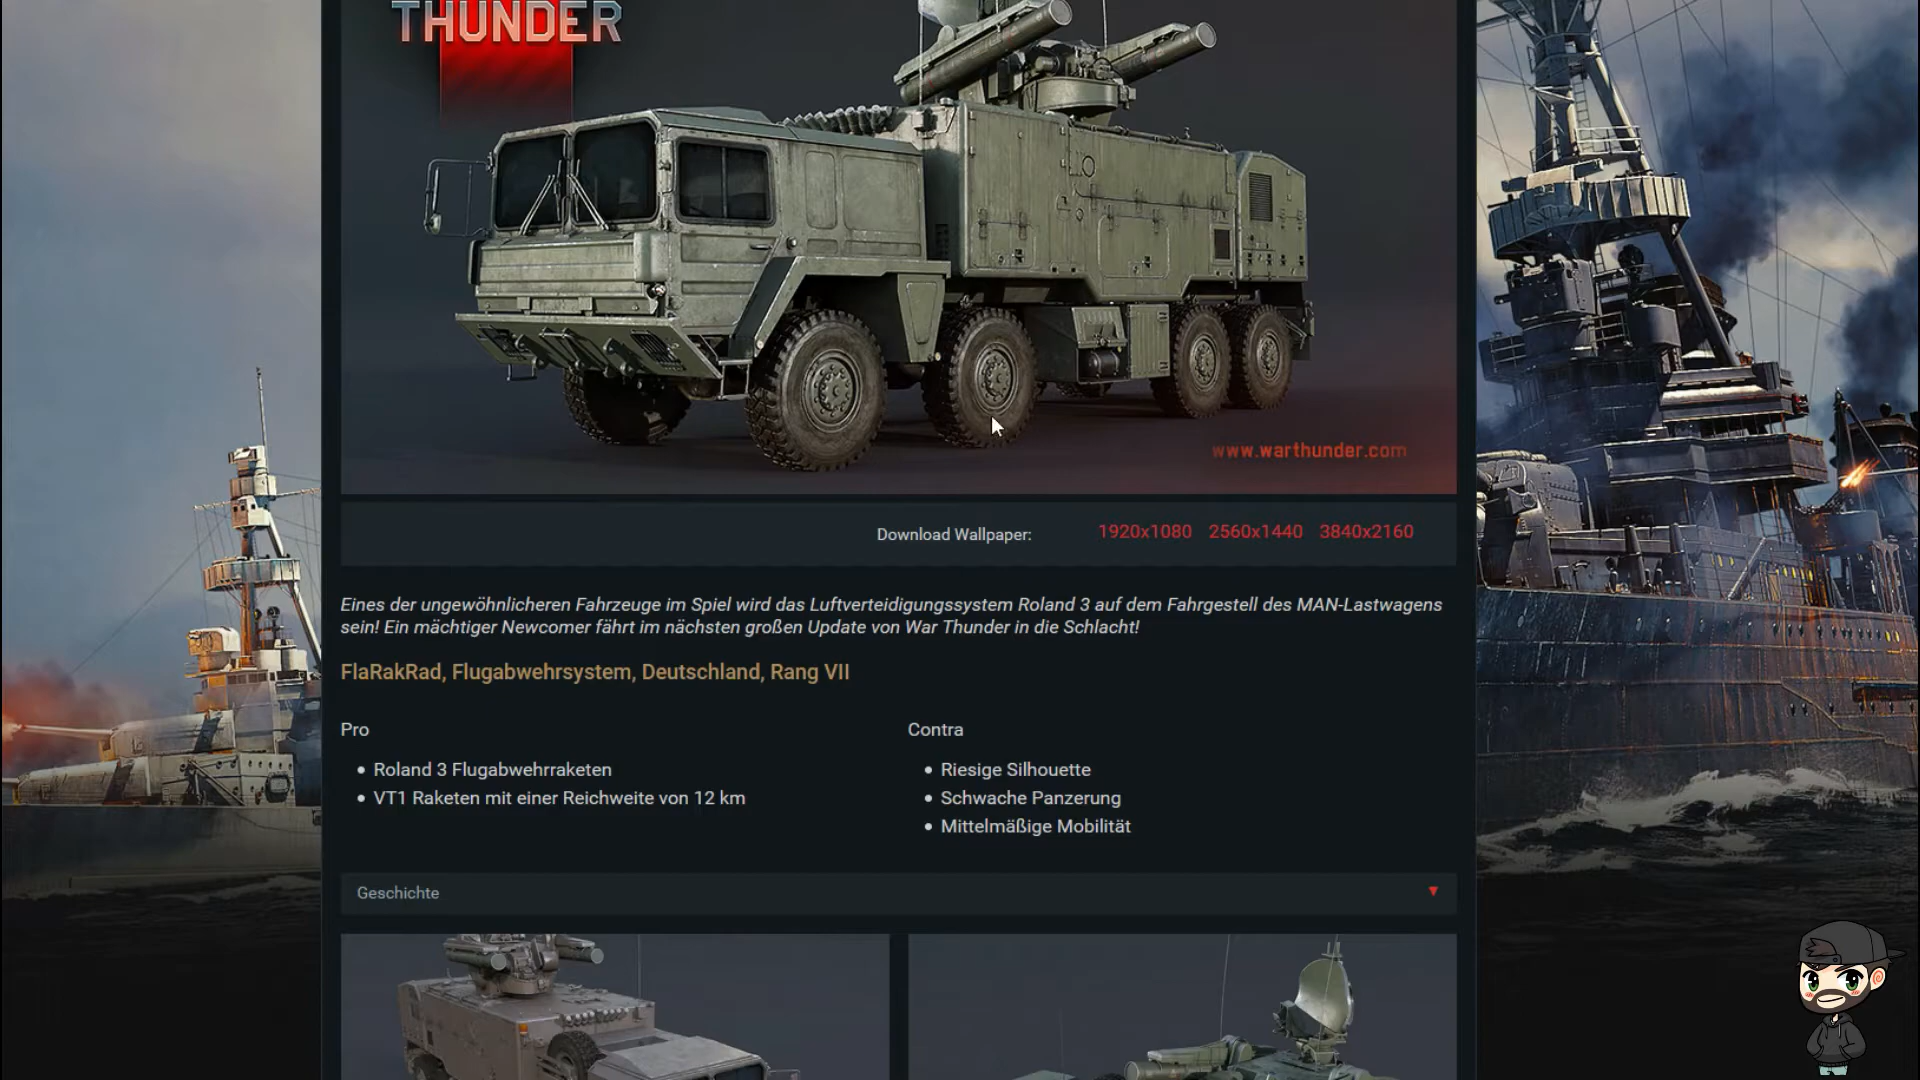 THUNDER
www.warthunder.com
Download Wallpaper: 1920x1080 2560x1440 3840x2160
Eines der ungewöhnlicheren Fahrzeuge im Spiel wird das Luftverteidigungssystem Roland 3 auf dem Fahrgestell des MAN-Lastwagens
sein! Ein mächtiger Newcomer fährt im nächsten großen Update von War Thunder in die Schlacht!
FlaRakRad, Flugabwehrsystem, Deutschland, Rang VII
Pro
• Roland 3 Flugabwehrraketen
• VT1 Raketen mit einer Reichweite von 12 km
Contra
• Riesige Silhouette
• Schwache Panzerung
• Mittelmäßige Mobilität
Geschichte